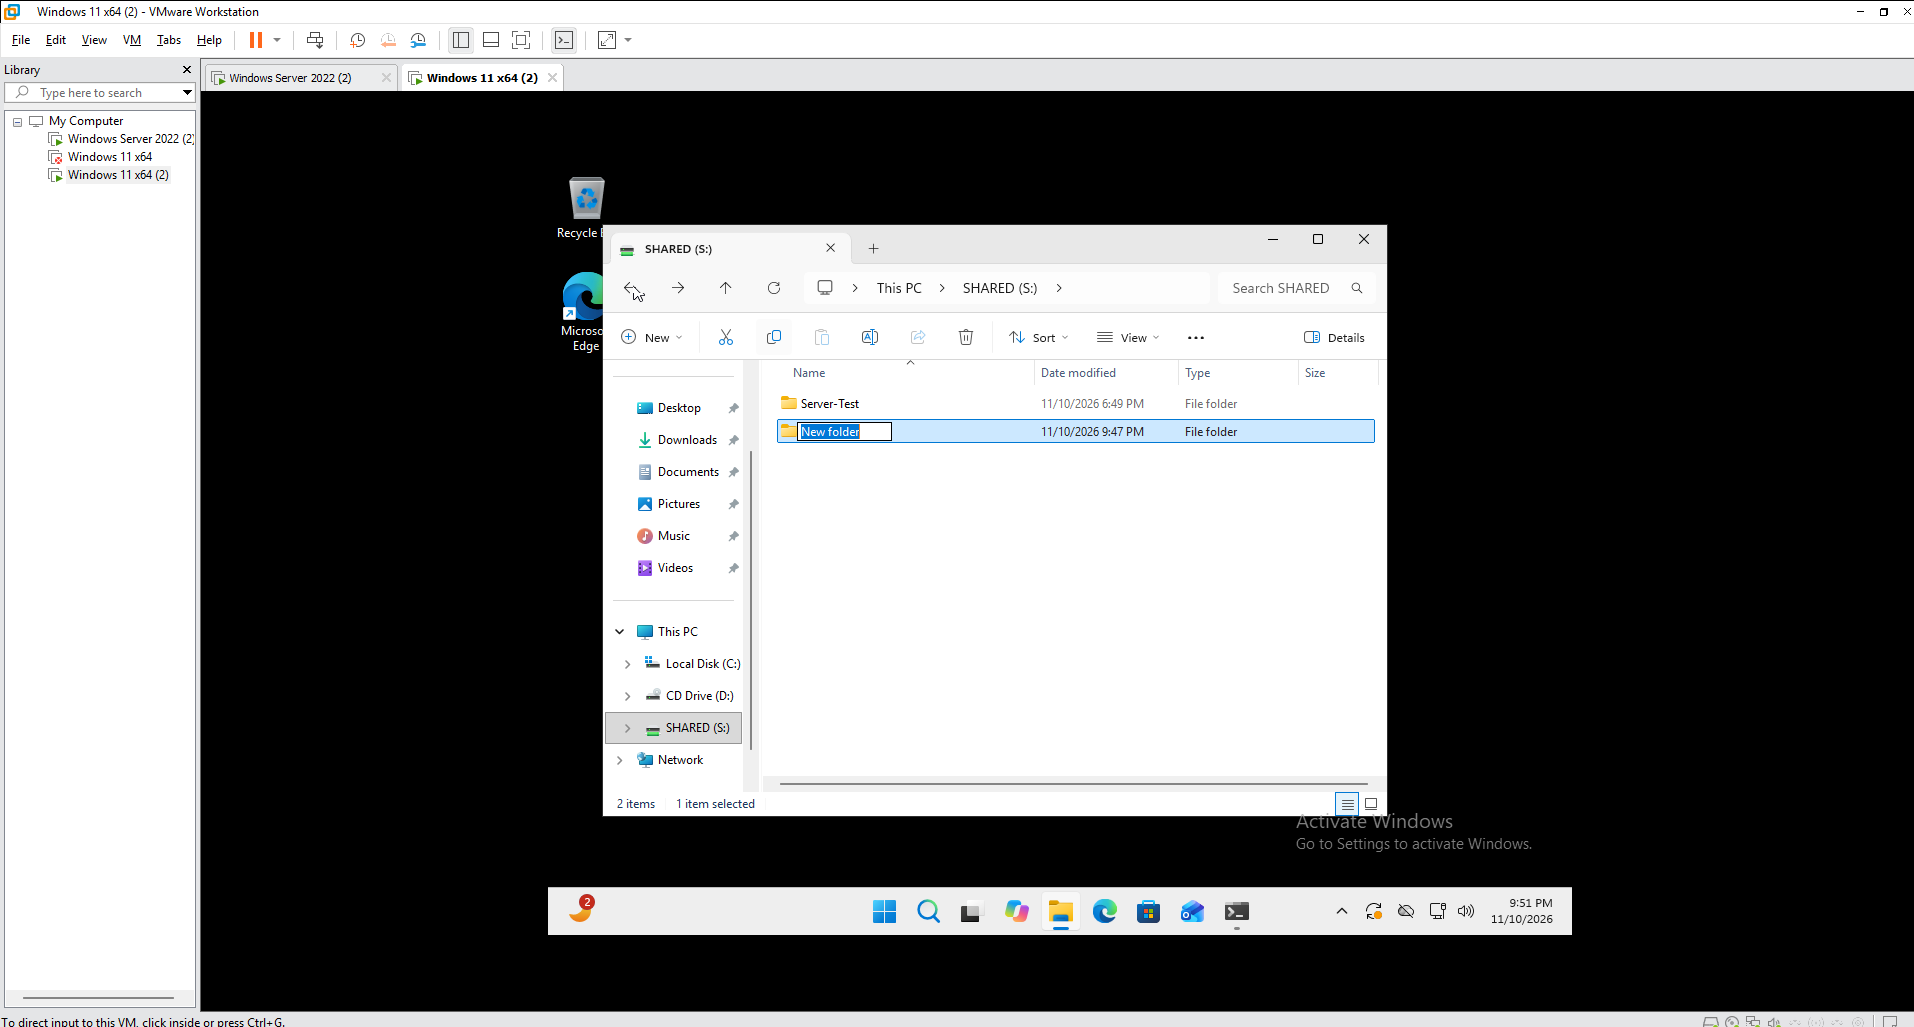 Windows 11 x64 (2) - VMware Workstation
File Edit View VM Tabs Help
Library
Type here to search
My Computer
Windows Server 2022 (2)
Windows 11 x64
Windows 11 x64 (2)
Windows Server 2022 (2)
Windows 11 x64 (2)
Recycle
Microso
Edge
SHARED (S:)
This PC > SHARED (S:) >
Search SHARED
New
Sort
View
Details
Name Date modified Type Size
Server-Test 11/10/2026 6:49 PM File folder
New folder 11/10/2026 9:47 PM File folder
Desktop
Downloads
Documents
Pictures
Music
Videos
This PC
Local Disk (C:)
CD Drive (D:)
SHARED (S:)
Network
2 items 1 item selected
Activate Windows
Go to Settings to activate Windows.
2
9:51 PM
11/10/2026
To direct input to this VM, click inside or press Ctrl+G.